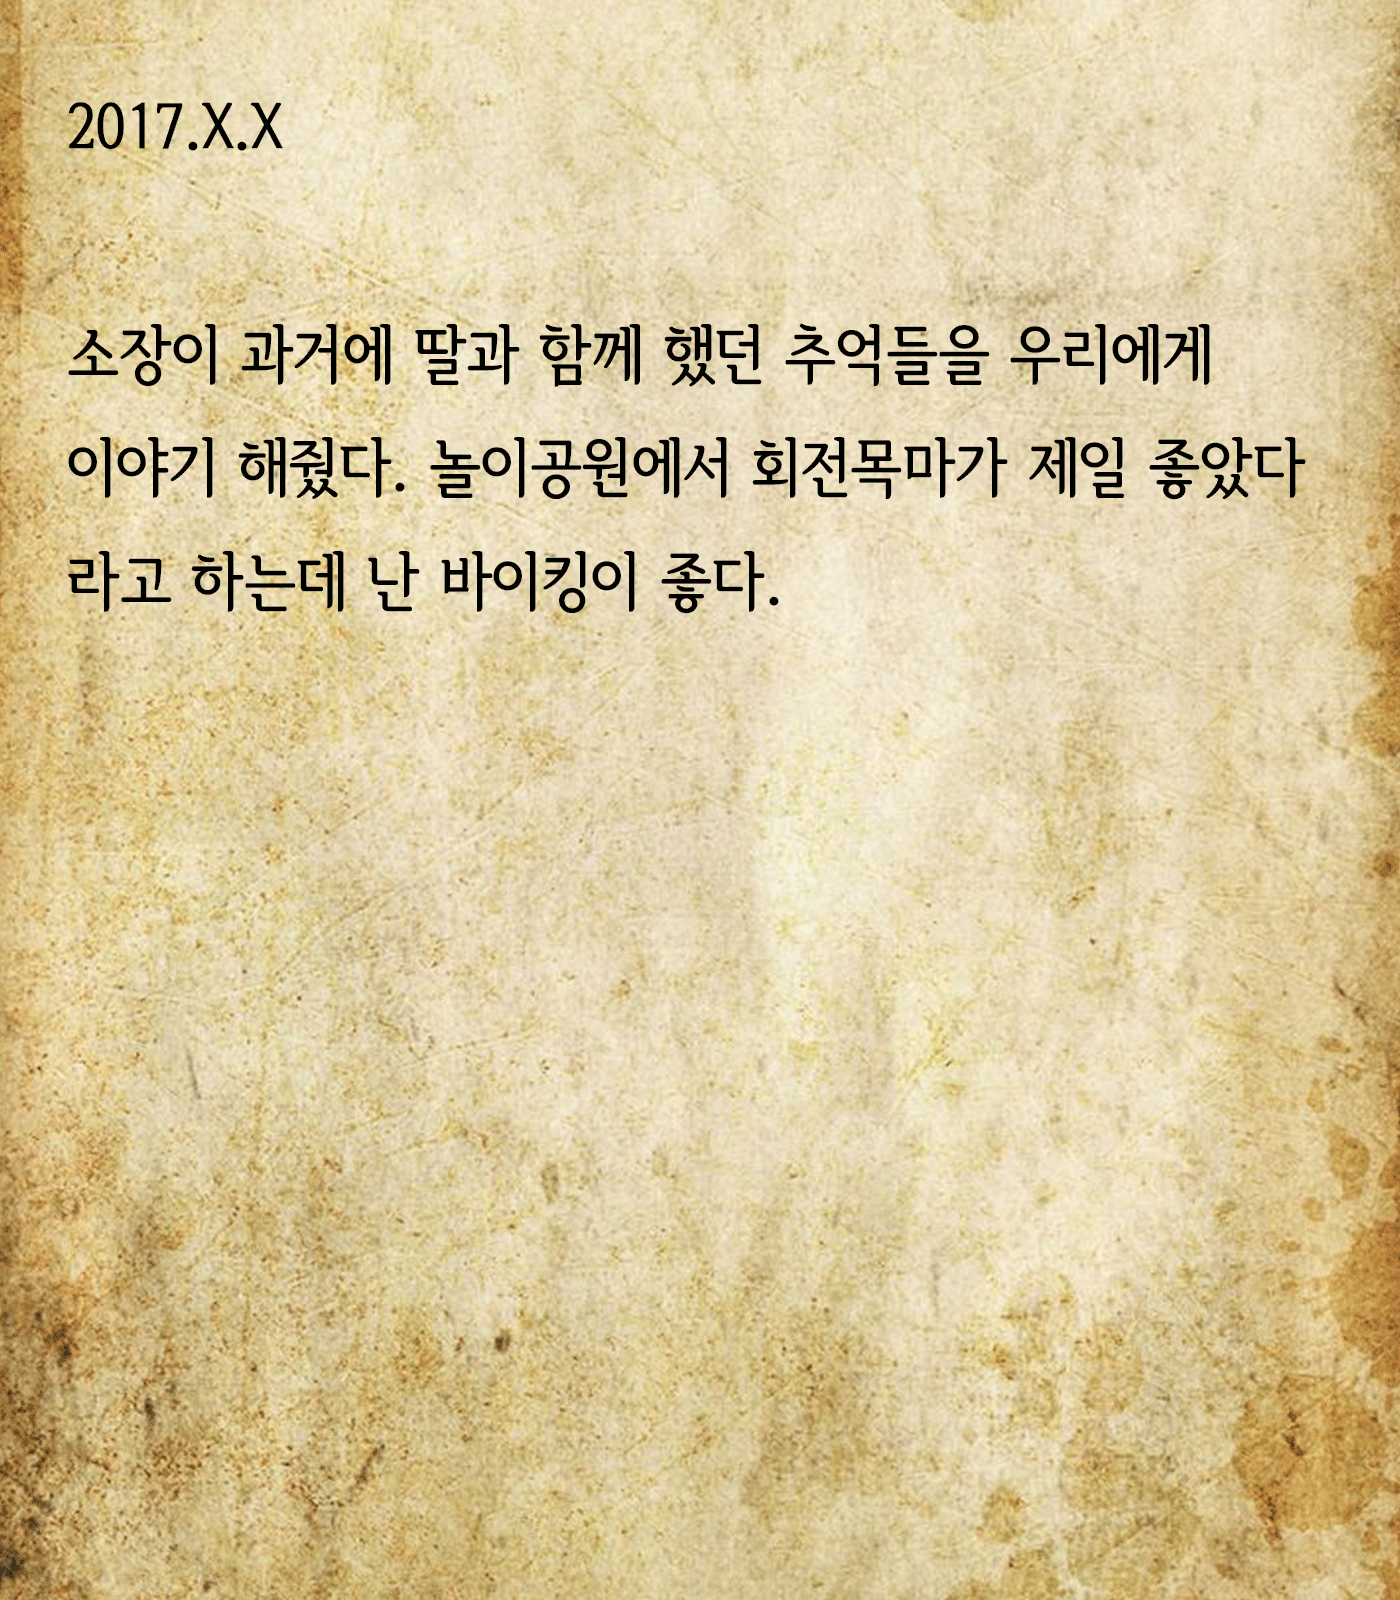 2017.X.X
소장이 과거에 딸과 함께 했던 추억들을 우리에게
이야기 해줬다. 놀이공원에서 회전목마가 제일 좋았다
라고 하는데 난 바이킹이 좋다.